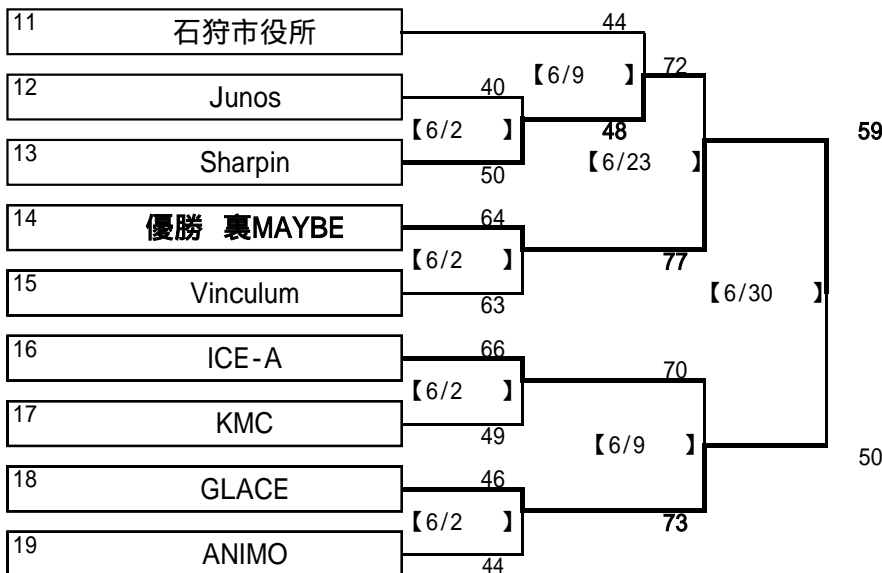 11 石狩市役所
44
【6/9 】
72
12 Junos
40
【6/2 】
48
59
13 Sharpin
50
【6/23 】
14 優勝 裏MAYBE
64
【6/2 】
77
15 Vinculum
63
【6/30 】
16 ICE-A
66
70
【6/2 】
17 KMC
49
【6/9 】
50
18 GLACE
46
【6/2 】
73
19 ANIMO
44